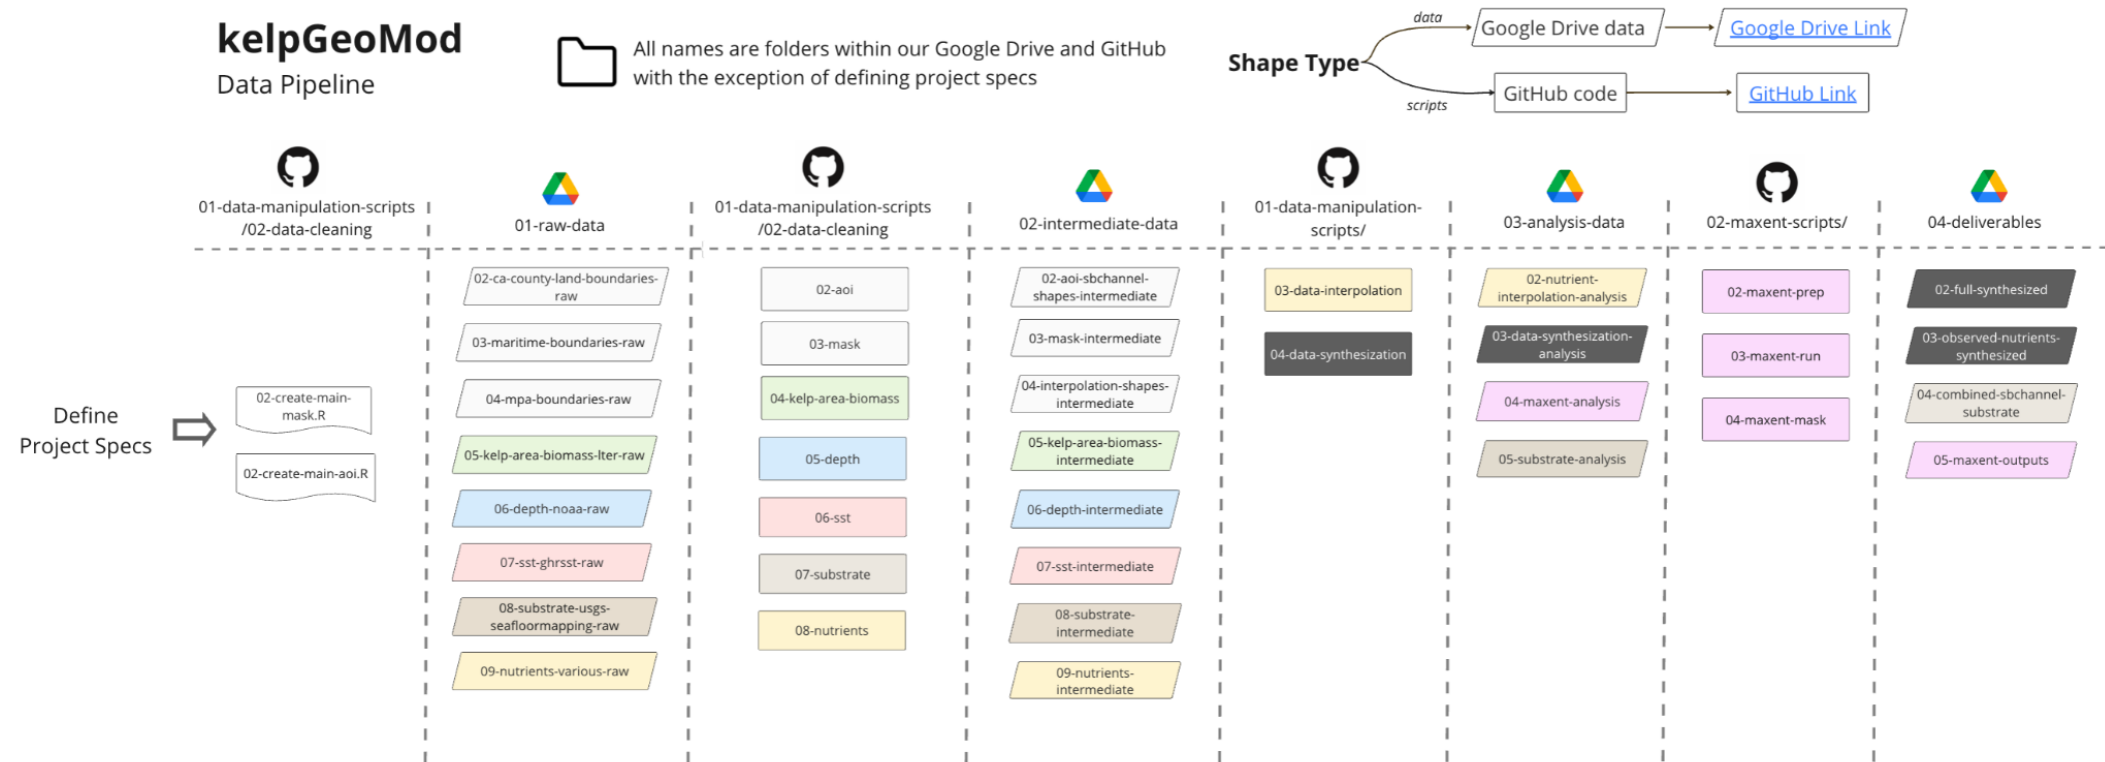 kelpGeoMod
Data Pipeline
All names are folders within our Google Drive and GitHub
with the exception of defining project specs
Shape Type
data
Google Drive data
Google Drive Link
scripts
GitHub code
GitHub Link
01-data-manipulation-scripts
/02-data-cleaning
01-raw-data
01-data-manipulation-scripts
/02-data-cleaning
02-intermediate-data
01-data-manipulation-
scripts/
03-analysis-data
02-maxent-scripts/
04-deliverables
Define
Project Specs
02-create-main-
mask.R
02-create-main-aoi.R
02-ca-county-land-boundaries-
raw
03-maritime-boundaries-raw
04-mpa-boundaries-raw
05-kelp-area-biomass-lter-raw
06-depth-noaa-raw
07-sst-ghrsst-raw
08-substrate-usgs-
seafloormapping-raw
09-nutrients-various-raw
02-aoi
03-mask
04-kelp-area-biomass
05-depth
06-sst
07-substrate
08-nutrients
02-aoi-sbchannel-
shapes-intermediate
03-mask-intermediate
04-interpolation-shapes-
intermediate
05-kelp-area-biomass-
intermediate
06-depth-intermediate
07-sst-intermediate
08-substrate-
intermediate
09-nutrients-
intermediate
03-data-interpolation
04-data-synthesization
02-nutrient-
interpolation-analysis
03-data-synthesization-
analysis
04-maxent-analysis
05-substrate-analysis
02-maxent-prep
03-maxent-run
04-maxent-mask
02-full-synthesized
03-observed-nutrients-
synthesized
04-combined-sbchannel-
substrate
05-maxent-outputs